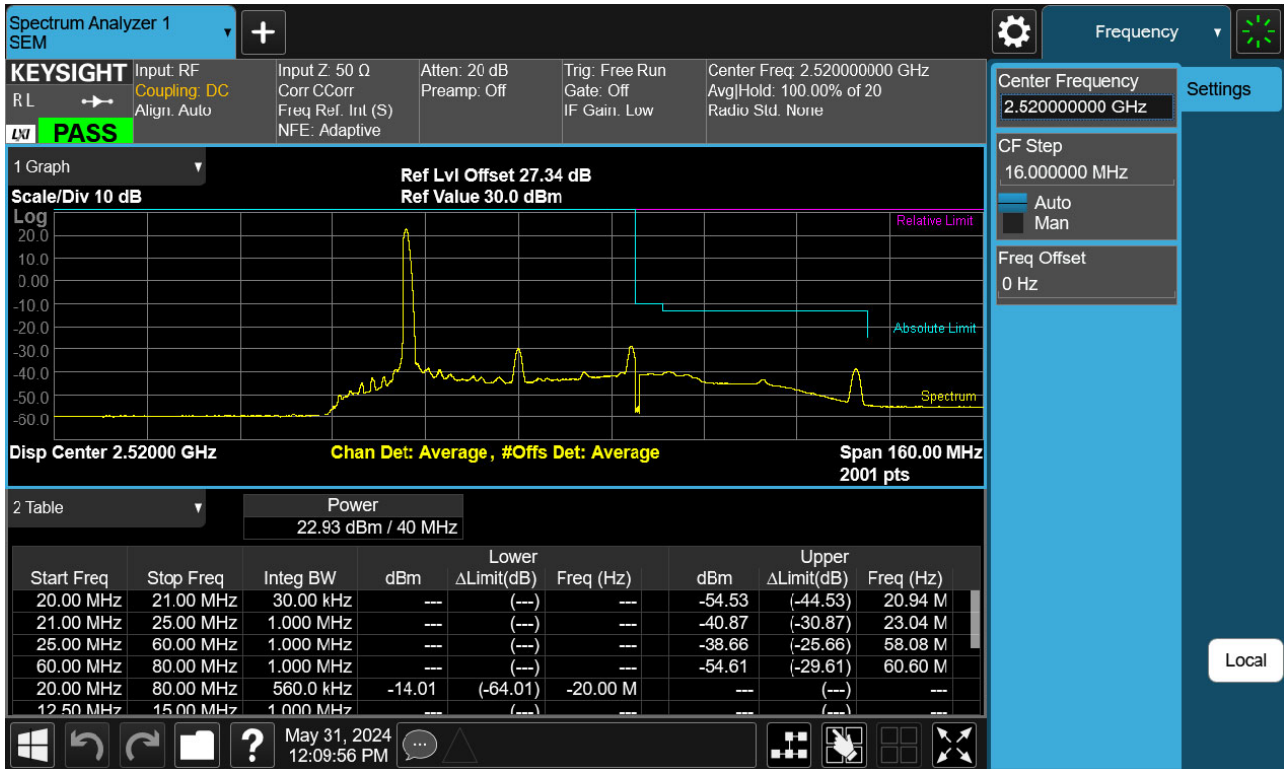 Spectrum Analyzer 1
SEM
+
Frequency
KEYSIGHT
R L
LXI
PASS
Input: RF
Coupling: DC
Align: Auto
Input Z: 50 Ω
Corr CCorr
Freq Ref: Int (S)
NFE: Adaptive
Atten: 20 dB
Preamp: Off
Trig: Free Run
Gate: Off
IF Gain: Low
Center Freq: 2.520000000 GHz
Avg|Hold: 100.00% of 20
Radio Std: None
Center Frequency
2.520000000 GHz
Settings
CF Step
16.000000 MHz
Auto
Man
Freq Offset
0 Hz
1 Graph
Ref Lvl Offset 27.34 dB
Scale/Div 10 dB
Ref Value 30.0 dBm
Log
Relative Limit
20.0
10.0
0.00
-10.0
-20.0
Absolute Limit
-30.0
-40.0
-50.0
Spectrum
-60.0
Disp Center 2.52000 GHz
Chan Det: Average, #Offs Det: Average
Span 160.00 MHz
2001 pts
2 Table
Power
22.93 dBm / 40 MHz
Lower Upper
Start Freq Stop Freq Integ BW dBm ΔLimit(dB) Freq (Hz) dBm ΔLimit(dB) Freq (Hz)
20.00 MHz 21.00 MHz 30.00 kHz --- (---) --- -54.53 (-44.53) 20.94 M
21.00 MHz 25.00 MHz 1.000 MHz --- (---) --- -40.87 (-30.87) 23.04 M
25.00 MHz 60.00 MHz 1.000 MHz --- (---) --- -38.66 (-25.66) 58.08 M
60.00 MHz 80.00 MHz 1.000 MHz --- (---) --- -54.61 (-29.61) 60.60 M
20.00 MHz 80.00 MHz 560.0 kHz -14.01 (-64.01) -20.00 M --- (---) ---
12.50 MHz 15.00 MHz 1.000 MHz --- (---) --- --- (---) ---
Local
?
May 31, 2024
12:09:56 PM